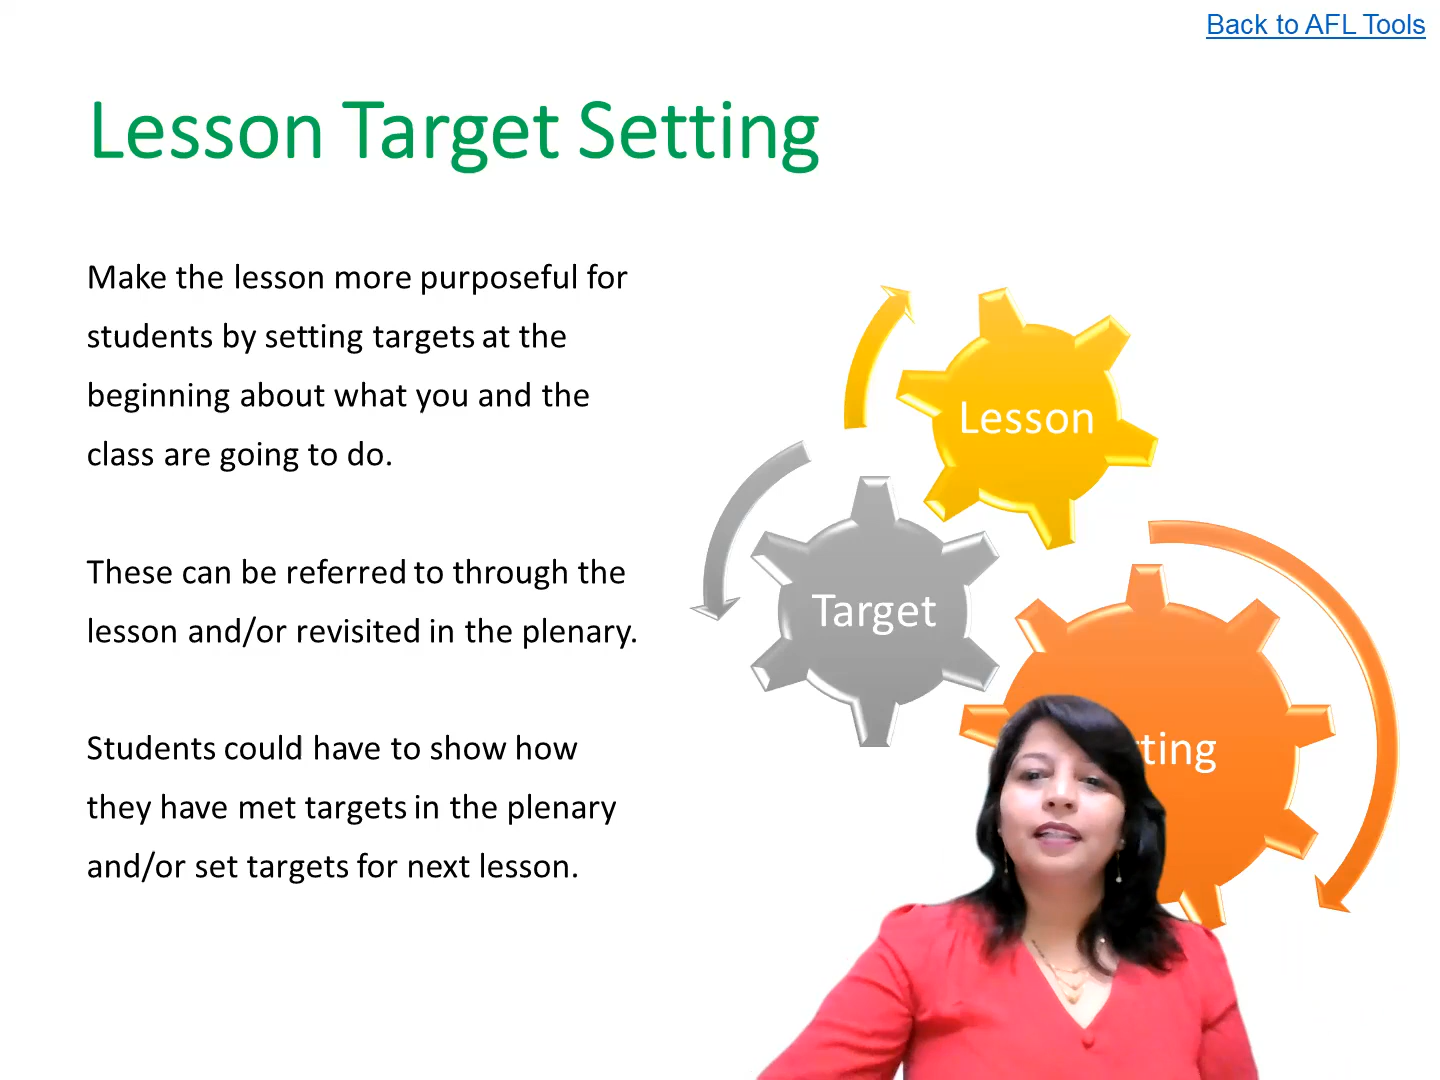 Back to AFL Tools
Lesson Target Setting
Make the lesson more purposeful for
students by setting targets at the
beginning about what you and the
class are going to do.
These can be referred to through the
lesson and/or revisited in the plenary.
Students could have to show how
they have met targets in the plenary
and/or set targets for next lesson.
Lesson
Target